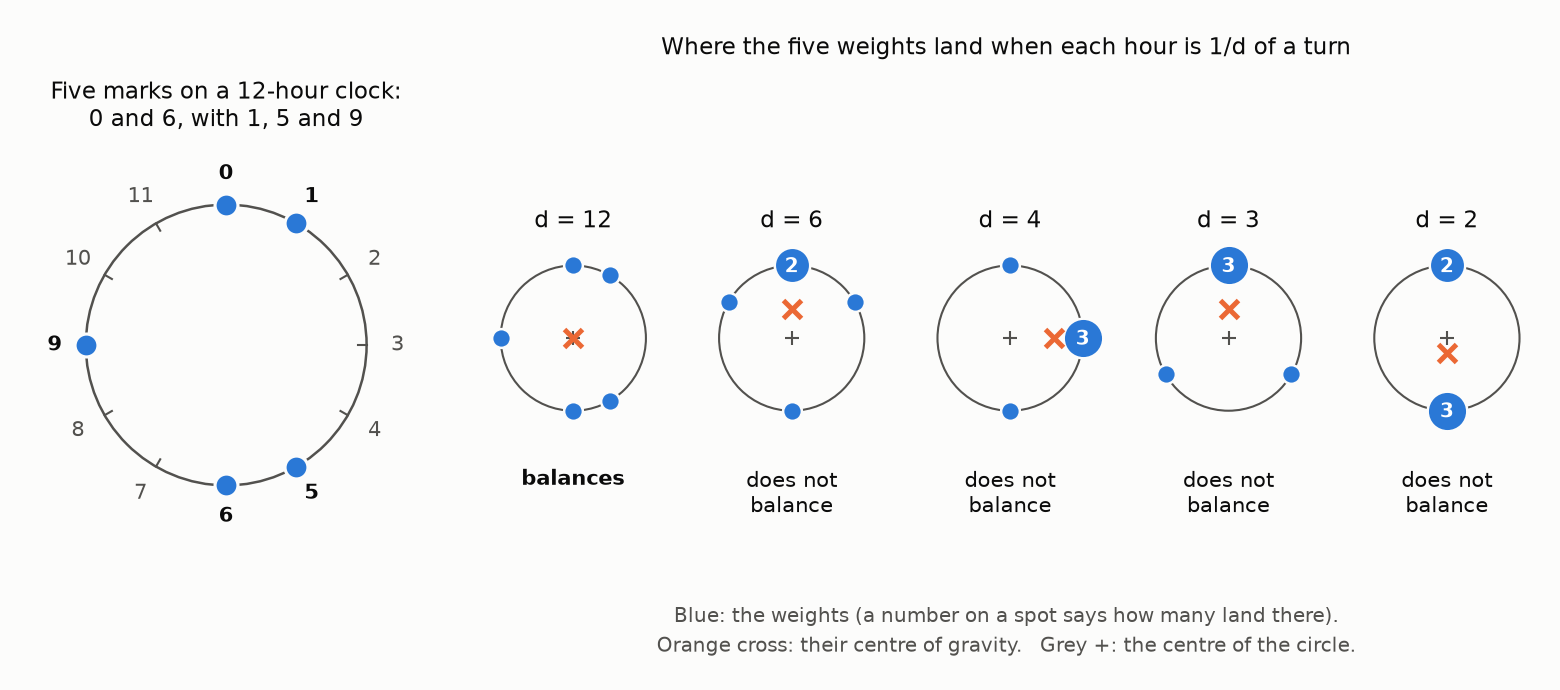 Where the five weights land when each hour is 1/d of a turn
Five marks on a 12-hour clock:
0 and 6, with 1, 5 and 9
0
1
2
3
4
5
6
7
8
9
10
11
d = 12
balances
d = 6
2
does not
balance
d = 4
3
does not
balance
d = 3
3
does not
balance
d = 2
2
3
does not
balance
Blue: the weights (a number on a spot says how many land there).
Orange cross: their centre of gravity.   Grey +: the centre of the circle.